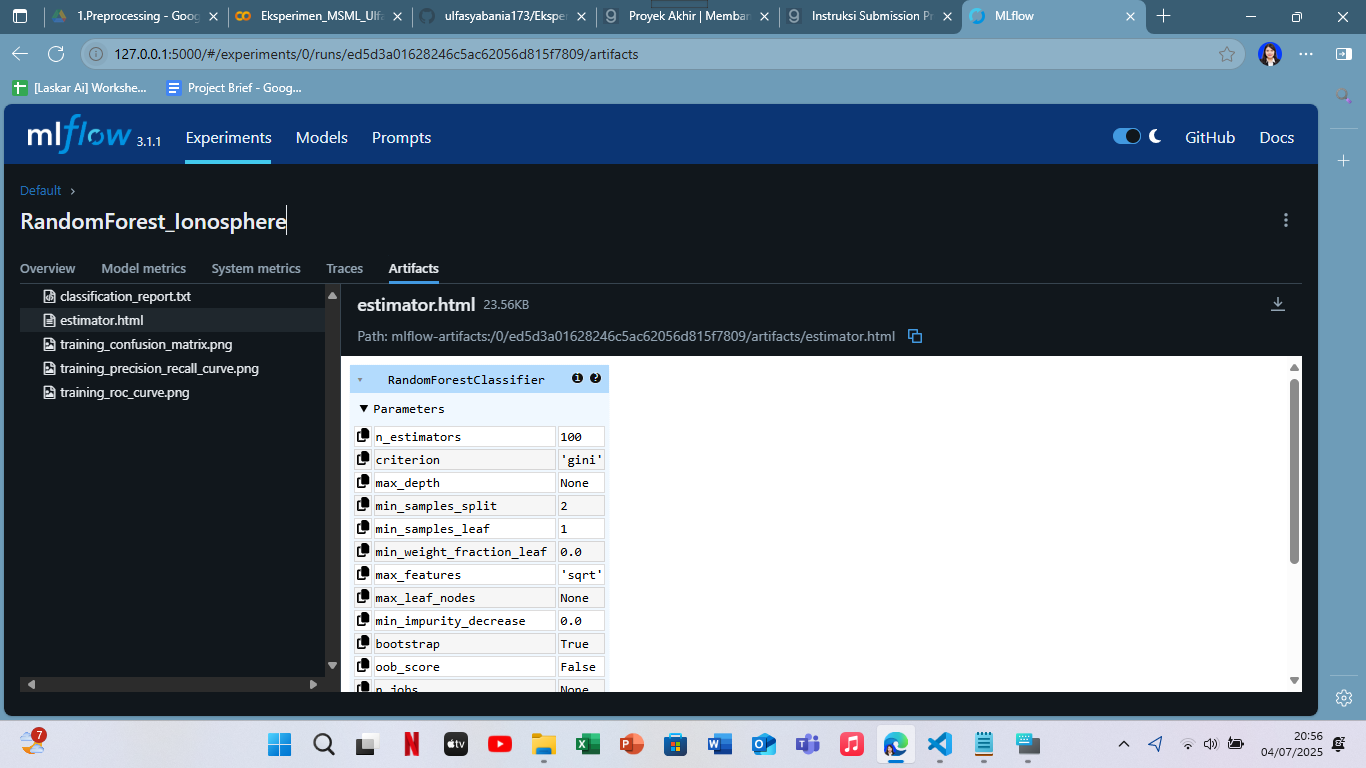 1.Preprocessing - Goog
Eksperimen_MSML_Ulfa
ulfasyabania173/Eksper
Proyek Akhir | Memban
Instruksi Submission Pr
MLflow
127.0.0.1:5000/#/experiments/0/runs/ed5d3a01628246c5ac62056d815f7809/artifacts
[Laskar Ai] Workshe...
Project Brief - Goog...
mlflow 3.1.1
Experiments
Models
Prompts
GitHub
Docs
Default
RandomForest_Ionosphere
Overview
Model metrics
System metrics
Traces
Artifacts
classification_report.txt
estimator.html
training_confusion_matrix.png
training_precision_recall_curve.png
training_roc_curve.png
estimator.html 23.56KB
Path: mlflow-artifacts:/0/ed5d3a01628246c5ac62056d815f7809/artifacts/estimator.html
RandomForestClassifier i ?
Parameters
n_estimators 100
criterion 'gini'
max_depth None
min_samples_split 2
min_samples_leaf 1
min_weight_fraction_leaf 0.0
max_features 'sqrt'
max_leaf_nodes None
min_impurity_decrease 0.0
bootstrap True
oob_score False
n_jobs None
7
tv
20:56
04/07/2025